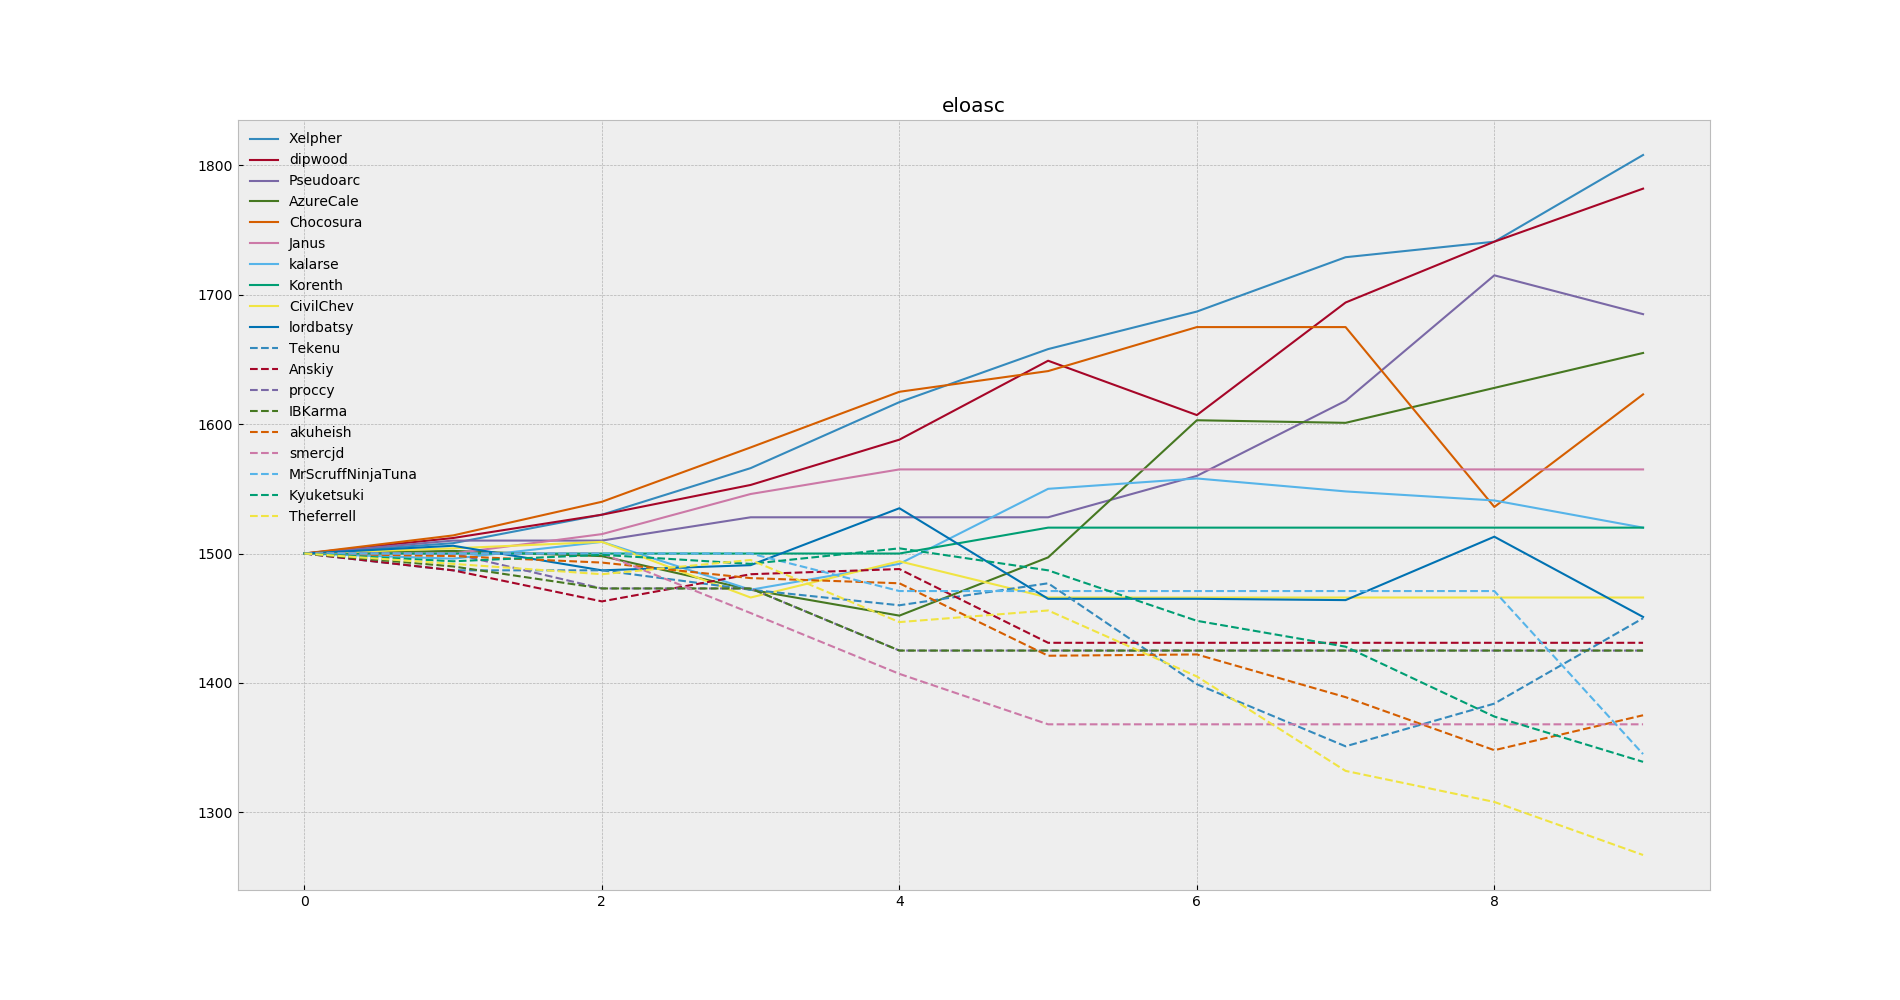 eloasc
Xelpher
dipwood
Pseudoarc
AzureCale
Chocosura
Janus
kalarse
Korenth
CivilChev
lordbatsy
Tekenu
Anskiy
proccy
IBKarma
akuheish
smercjd
MrScruffNinjaTuna
Kyuketsuki
Theferrell
1800
1700
1600
1500
1400
1300
0 2 4 6 8